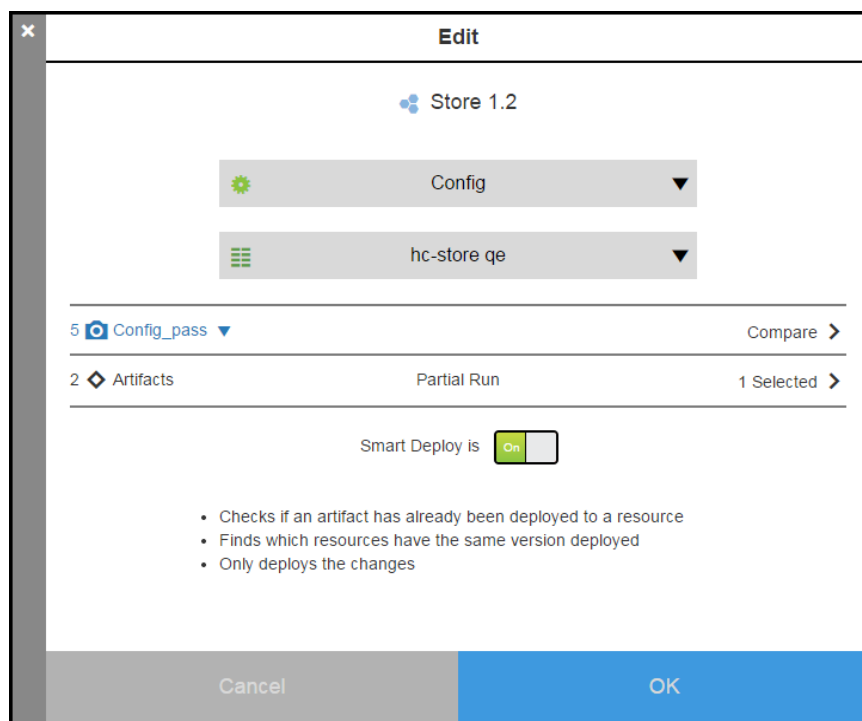 Edit
Store 1.2
Config
hc-store qe
5 Config_pass Compare
2 Artifacts Partial Run 1 Selected
Smart Deploy is On
• Checks if an artifact has already been deployed to a resource
• Finds which resources have the same version deployed
• Only deploys the changes
Cancel OK